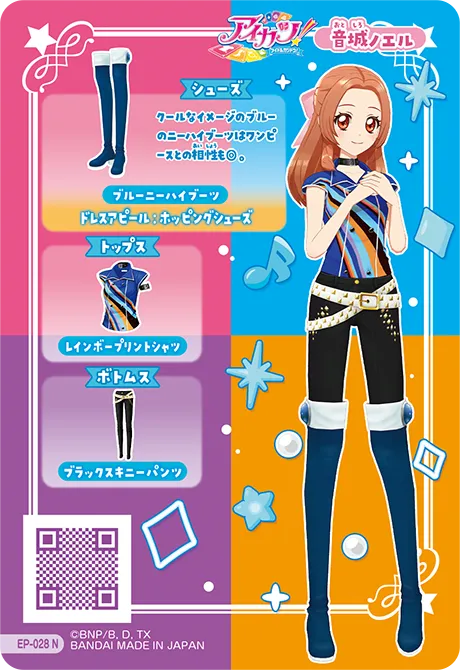 アイカツ!
アイドルカツドウ!
おと しろ
音城ノエル
シューズ
クールなイメージのブルー
のニーハイブーツはワンピ
あいしょう
ースとの相性も◎。
ブルーニーハイブーツ
ドレスアピール:ホッピングシューズ
トップス
レインボープリントシャツ
ボトムス
ブラックスキニーパンツ
EP-028 N
©BNP/B, D, TX
BANDAI MADE IN JAPAN